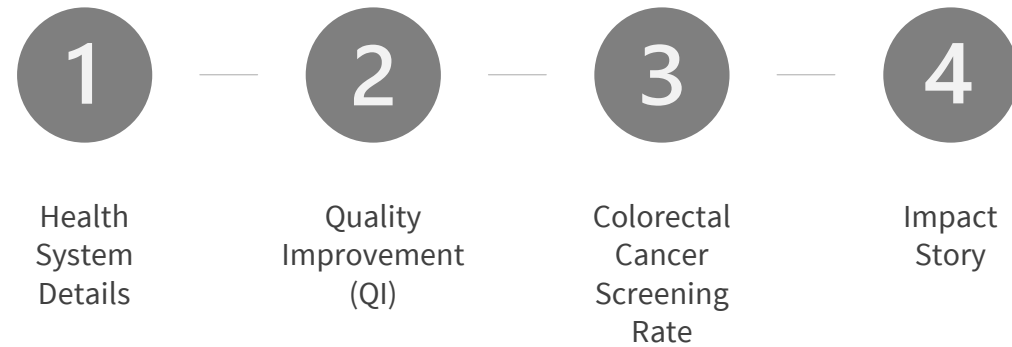 1
2
3
4
Health
System
Details
Quality
Improvement
(QI)
Colorectal
Cancer
Screening
Rate
Impact
Story